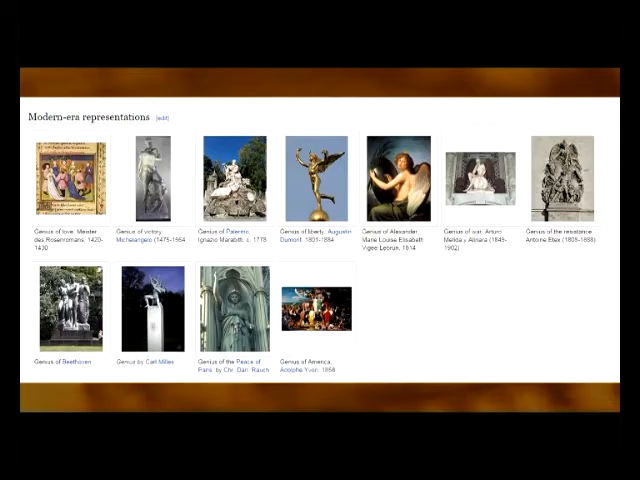 Modern-era representations [edit]
Genius of love. Meister
des Rosenromans, 1420-
1430
Genius of victory.
Michelangelo (1475-1564
Genius of Palermo.
Ignazio Marabitti, c. 1778
Genius of liberty. Augustin
Dumont, 1801-1884
Genius of Alexander.
Marie Louise Elisabeth
Vigée-Lebrun, 1814
Genius of war. Arturo
Melida y Alinara (1849-
1902)
Genius of the resistance.
Antoine Etex (1808-1888)
Genius of Beethoven
Genius by Carl Milles
Genius of the Peace of
Paris, by Chr. Dan. Rauch
Genius of America,
Adolphe Yvon, 1858